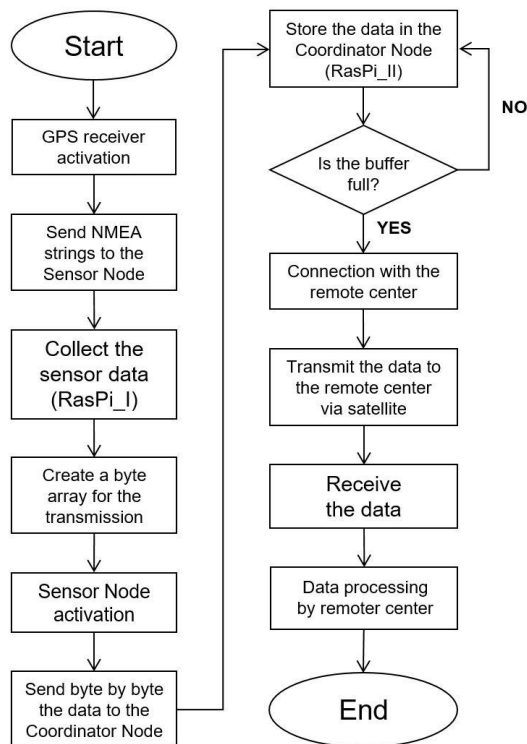 Start
GPS receiver
activation
Send NMEA
strings to the
Sensor Node
Collect the
sensor data
(RasPi_I)
Create a byte
array for the
transmission
Sensor Node
activation
Send byte by byte
the data to the
Coordinator Node
Store the data in the
Coordinator Node
(RasPi_II)
NO
Is the buffer
full?
YES
Connection with the
remote center
Transmit the data to
the remote center
via satellite
Receive
the data
Data processing
by remoter center
End